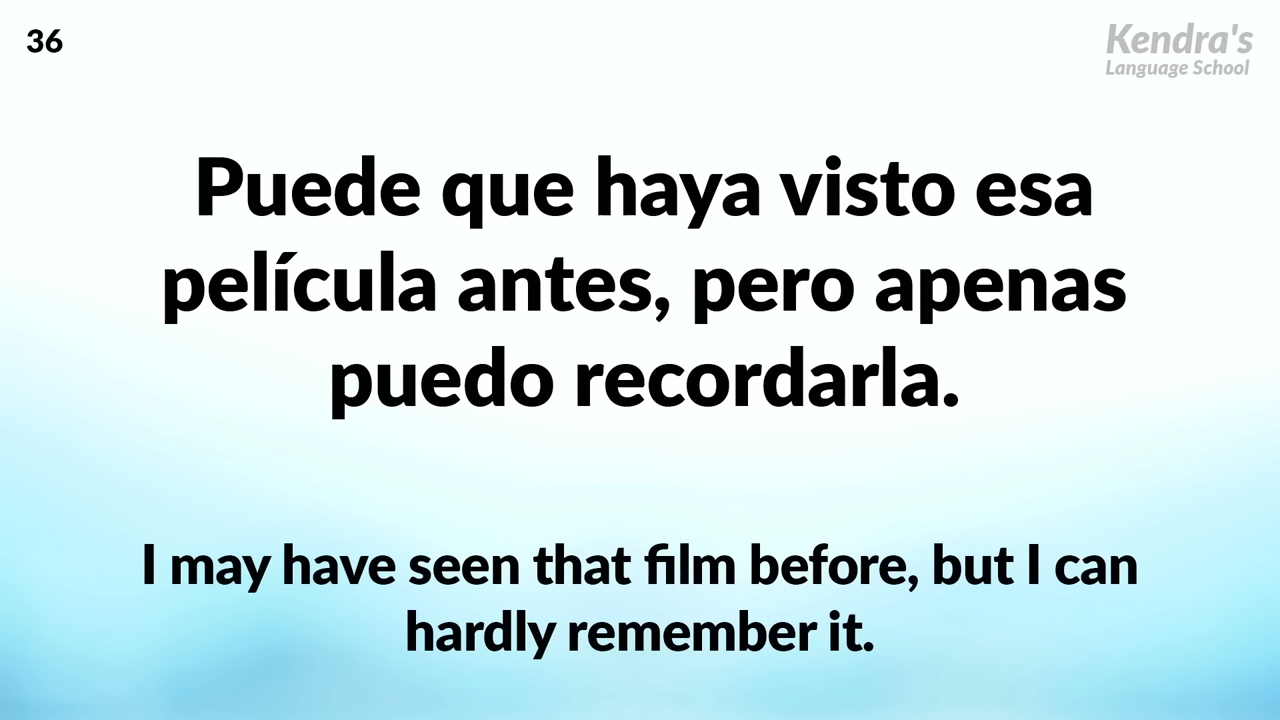 36
Kendra's
Language School
Puede que haya visto esa
película antes, pero apenas
puedo recordarla.
I may have seen that film before, but I can
hardly remember it.